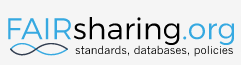 FAIRsharing.org
standards, databases, policies